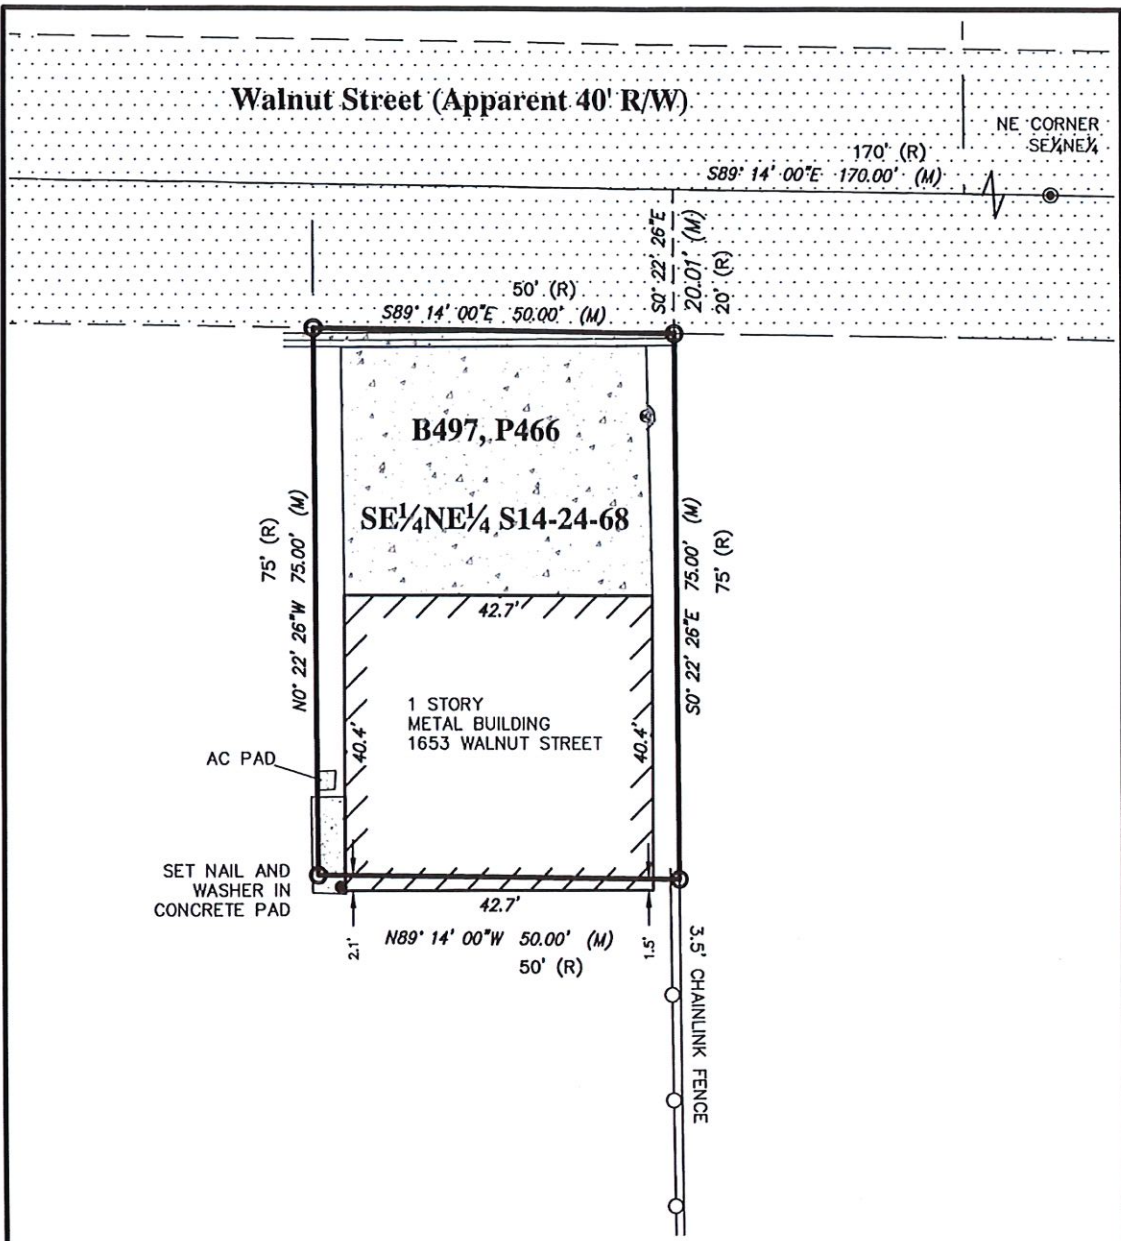 Walnut Street (Apparent 40' R/W)
NE CORNER
SE¼NE¼
170' (R)
S89° 14' 00"E 170.00' (M)
S0° 22' 26"E
20.01' (M)
20' (R)
50' (R)
S89° 14' 00"E 50.00' (M)
B497, P466
SE¼NE¼ S14-24-68
75' (R)
N0° 22' 26"W 75.00' (M)
S0° 22' 26"E 75.00' (M)
75' (R)
42.7'
1 STORY
METAL BUILDING
1653 WALNUT STREET
40.4'
40.4'
AC PAD
SET NAIL AND
WASHER IN
CONCRETE PAD
42.7'
2.1'
N89° 14' 00"W 50.00' (M)
1.5'
50' (R)
3.5' CHAINLINK FENCE